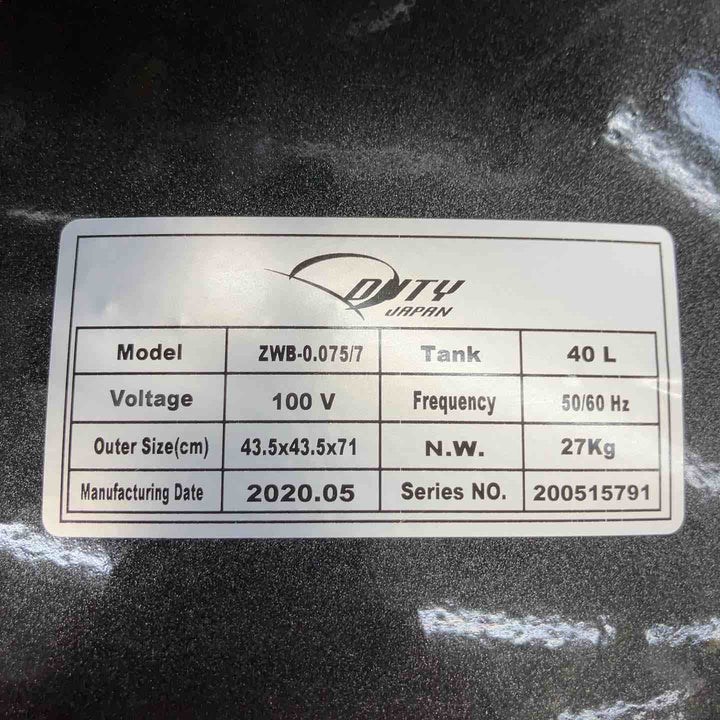 DUTY
JAPAN
Model ZWB-0.075/7 Tank 40 L
Voltage 100 V Frequency 50/60 Hz
Outer Size(cm) 43.5x43.5x71 N.W. 27Kg
Manufacturing Date 2020.05 Series NO. 200515791